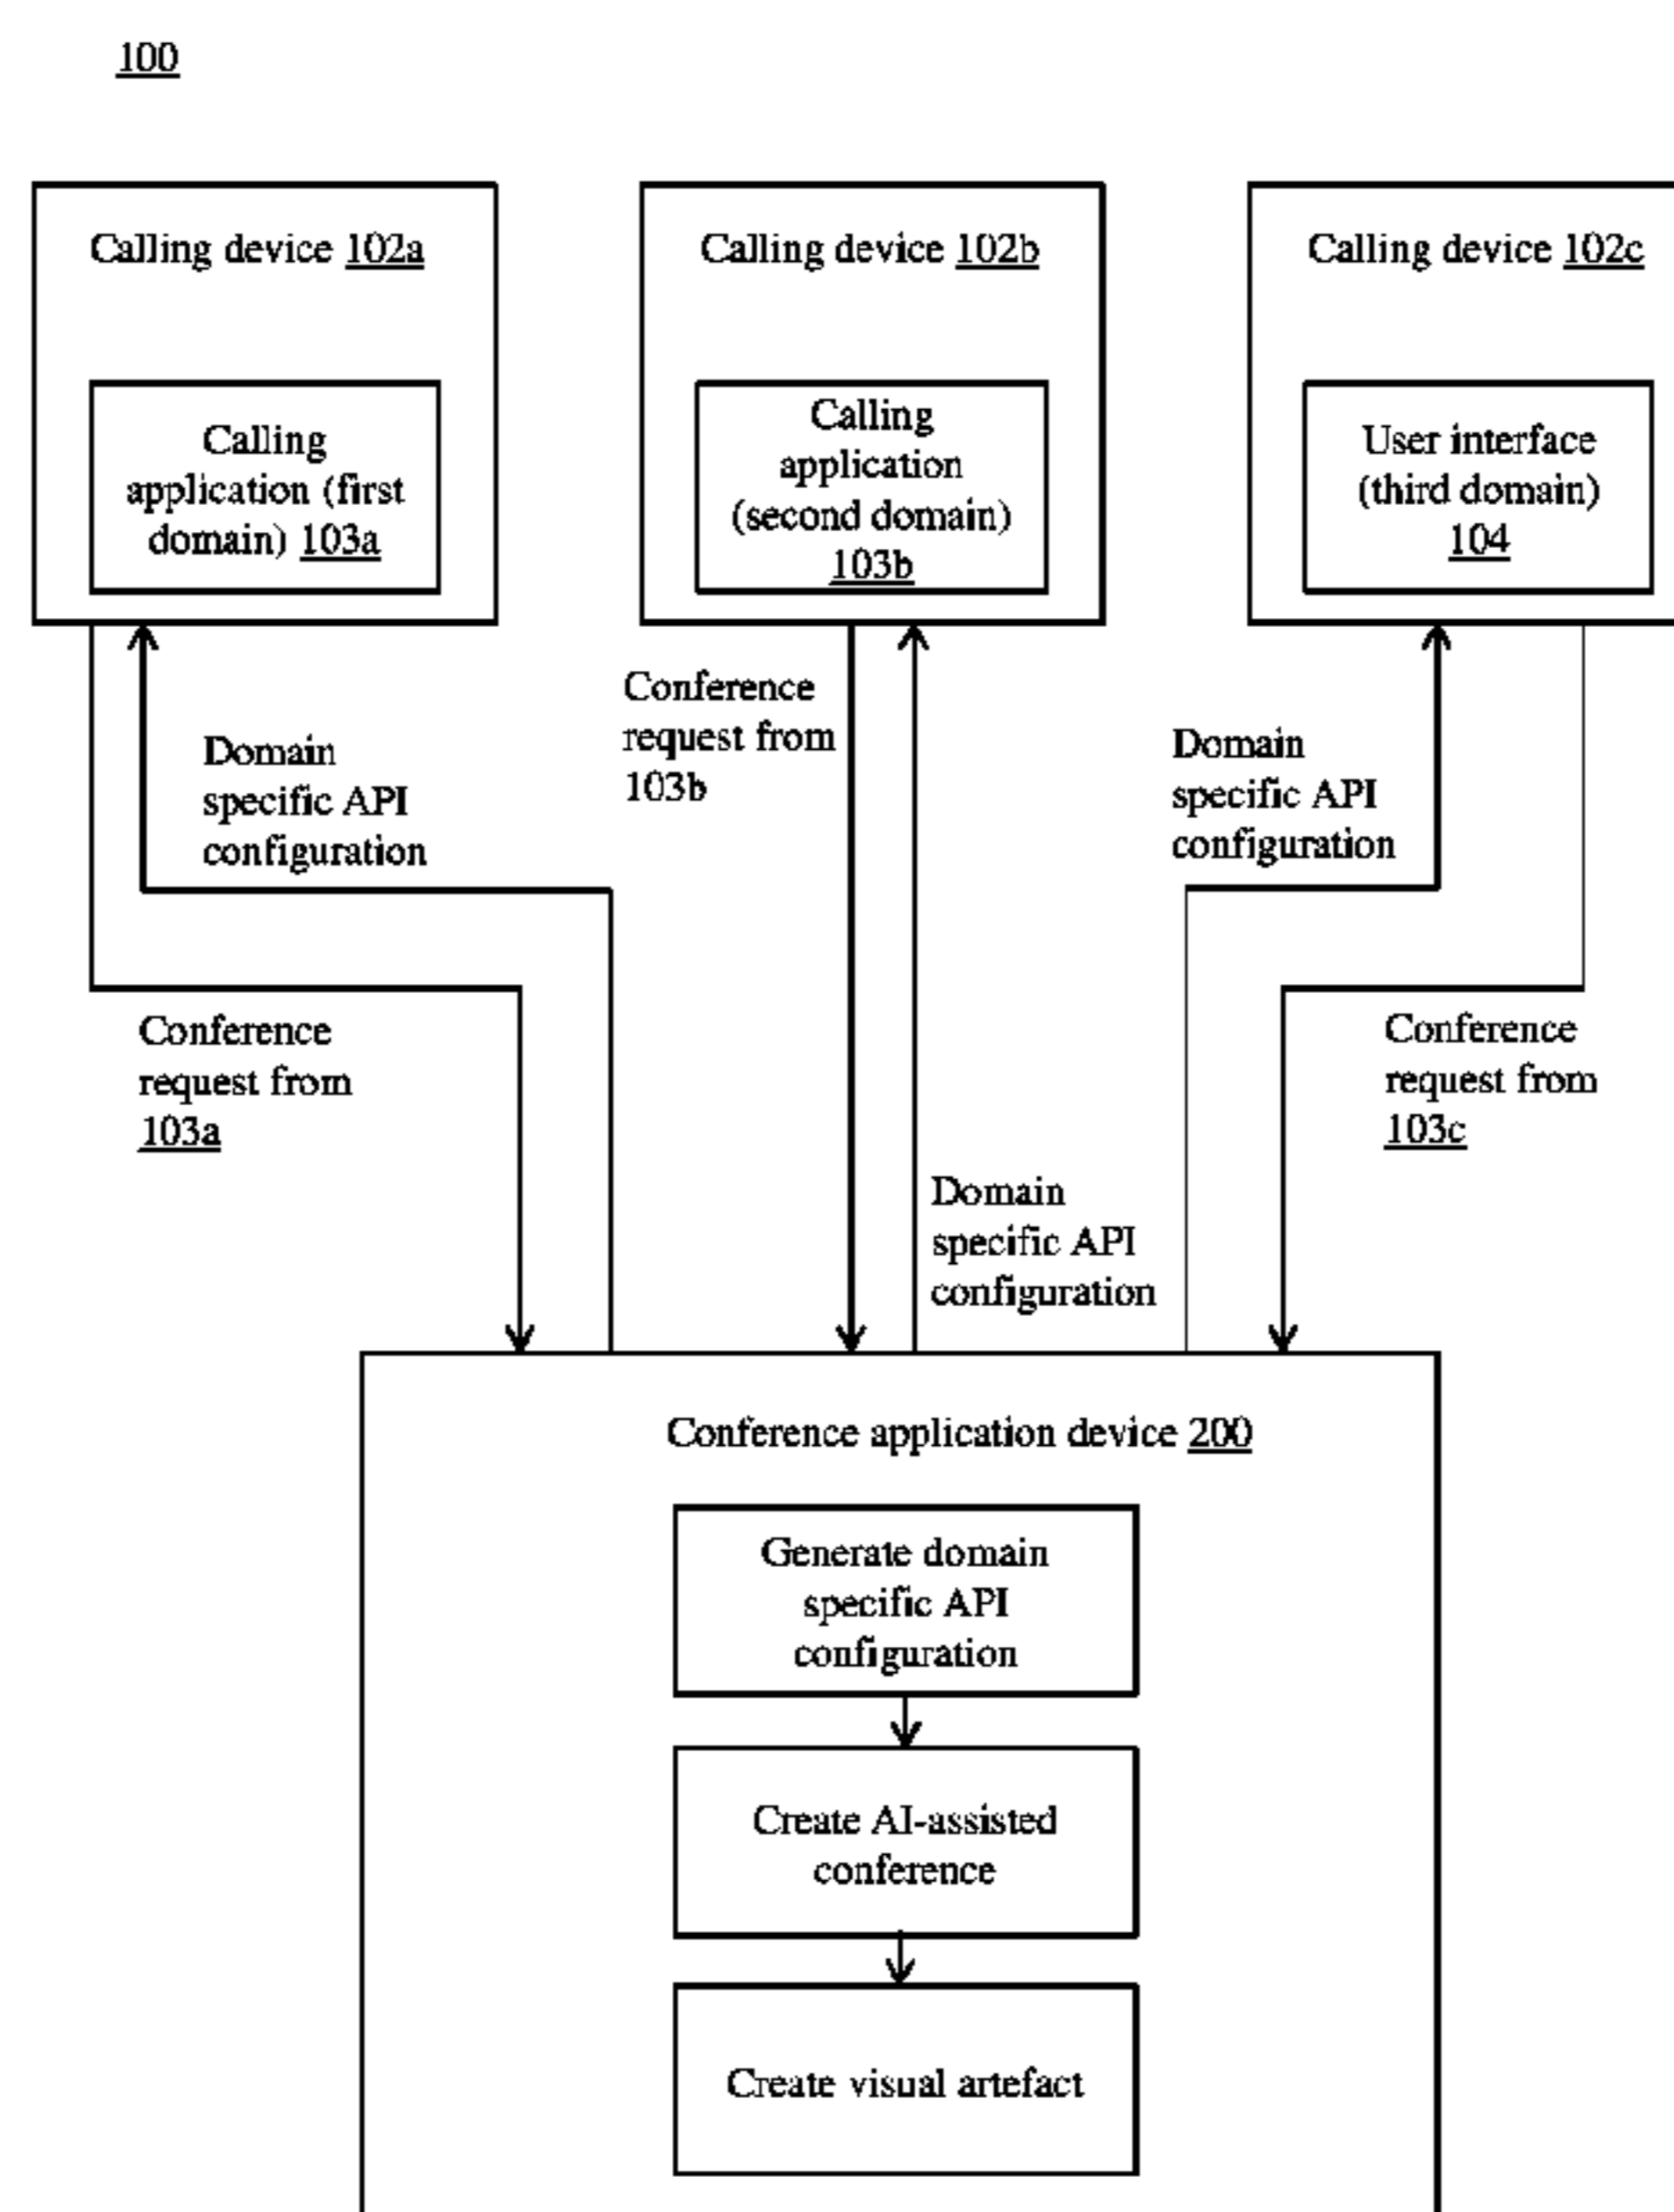 100
Calling device 102a
Calling
application (first
domain) 103a
Calling device 102b
Calling
application
(second domain)
103b
Calling device 102c
User interface
(third domain)
104
Domain
specific API
configuration
Conference
request from
103b
Domain
specific API
configuration
Conference
request from
103a
Domain
specific API
configuration
Conference
request from
103c
Conference application device 200
Generate domain
specific API
configuration
Create AI-assisted
conference
Create visual artefact